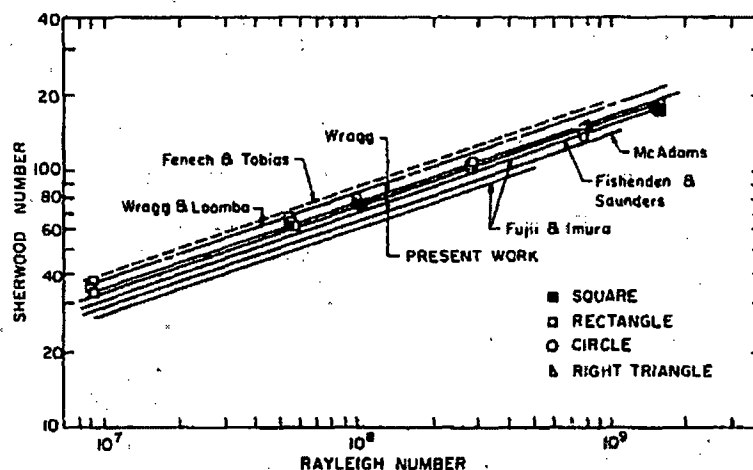 40
20
100
80
60
40
20
10
SHERWOOD NUMBER
Wragg
Fenech & Tobias
McAdams
Wragg & Loomba
Fishenden &
Saunders
Fujii & Imura
PRESENT WORK
■ SQUARE
□ RECTANGLE
○ CIRCLE
RIGHT TRIANGLE
10⁷
10⁸
10⁹
RAYLEIGH NUMBER